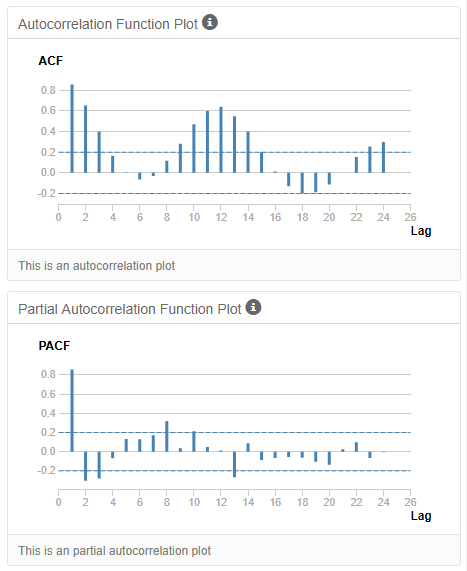 Autocorrelation Function Plot
ACF
0.8
0.6
0.4
0.2
0.0
-0.2
0 2 4 6 8 10 12 14 16 18 20 22 24 26
Lag
This is an autocorrelation plot
Partial Autocorrelation Function Plot
PACF
0.8
0.6
0.4
0.2
0.0
-0.2
0 2 4 6 8 10 12 14 16 18 20 22 24 26
Lag
This is an partial autocorrelation plot